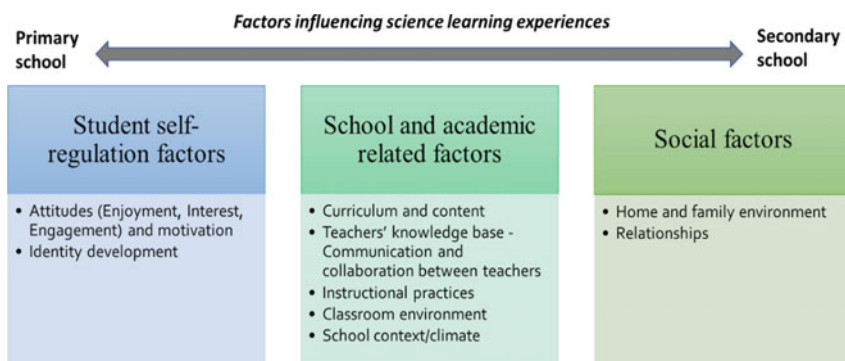 Factors influencing science learning experiences
Primary
school
Secondary
school
Student self-
regulation factors
• Attitudes (Enjoyment, Interest,
Engagement) and motivation
• Identity development
School and academic
related factors
• Curriculum and content
• Teachers' knowledge base -
Communication and
collaboration between teachers
• Instructional practices
• Classroom environment
• School context/climate
Social factors
• Home and family environment
• Relationships